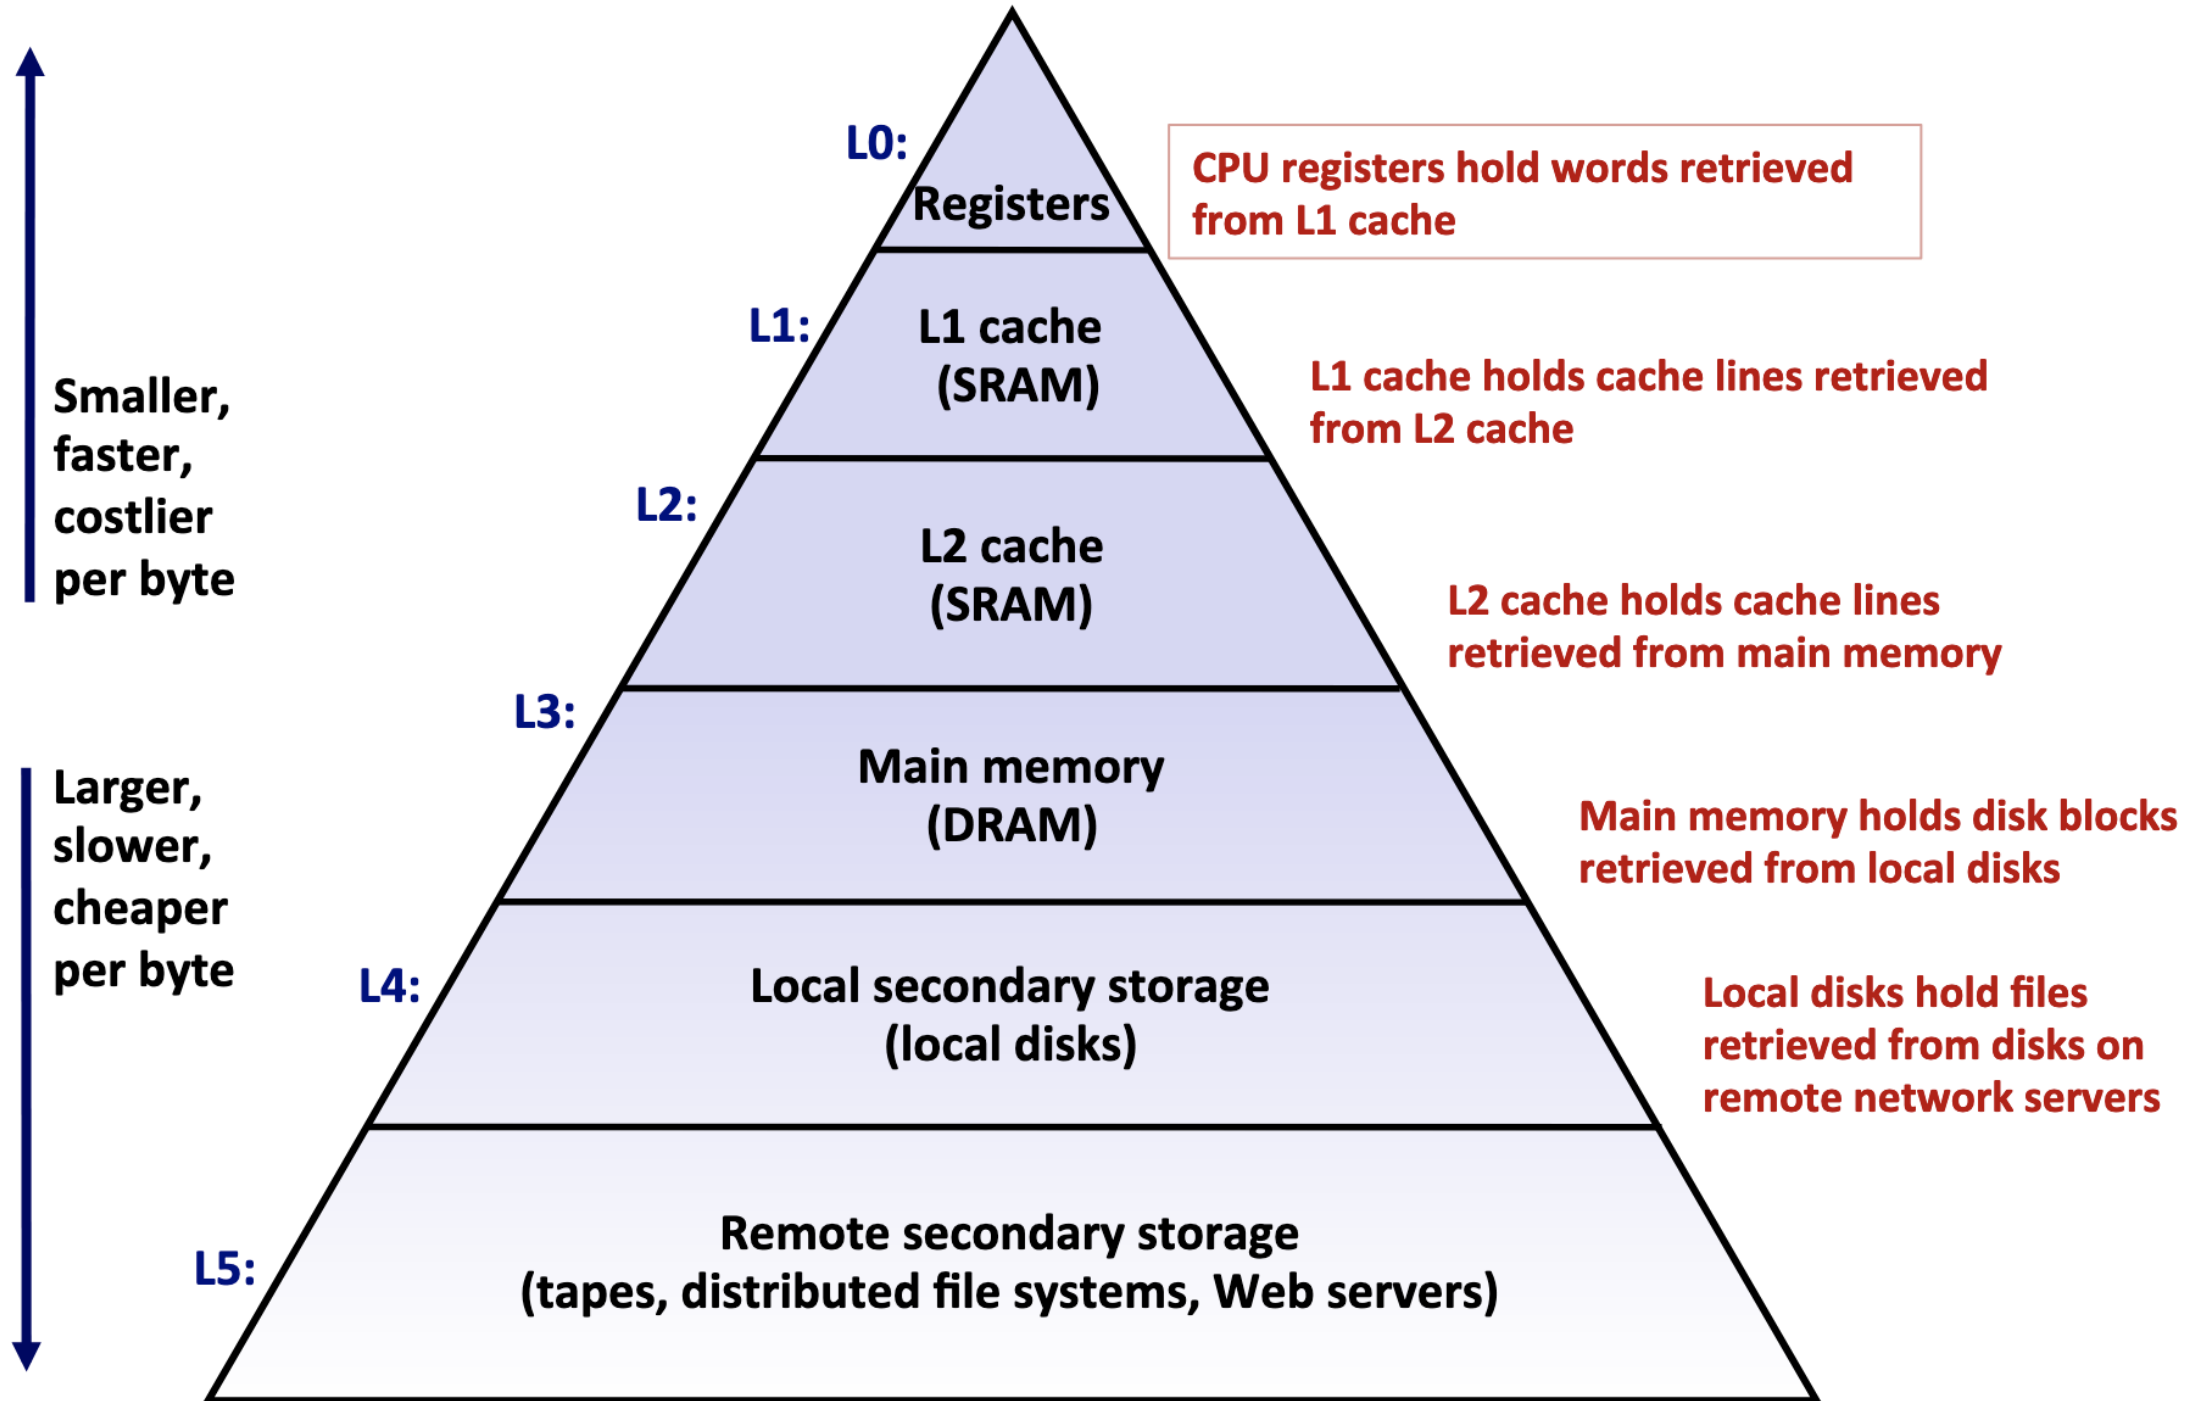 L0:
Registers
CPU registers hold words retrieved
from L1 cache
L1:
L1 cache
(SRAM)
L1 cache holds cache lines retrieved
from L2 cache
Smaller,
faster,
costlier
per byte
L2:
L2 cache
(SRAM)
L2 cache holds cache lines
retrieved from main memory
L3:
Main memory
(DRAM)
Main memory holds disk blocks
retrieved from local disks
Larger,
slower,
cheaper
per byte
L4:
Local secondary storage
(local disks)
Local disks hold files
retrieved from disks on
remote network servers
L5:
Remote secondary storage
(tapes, distributed file systems, Web servers)